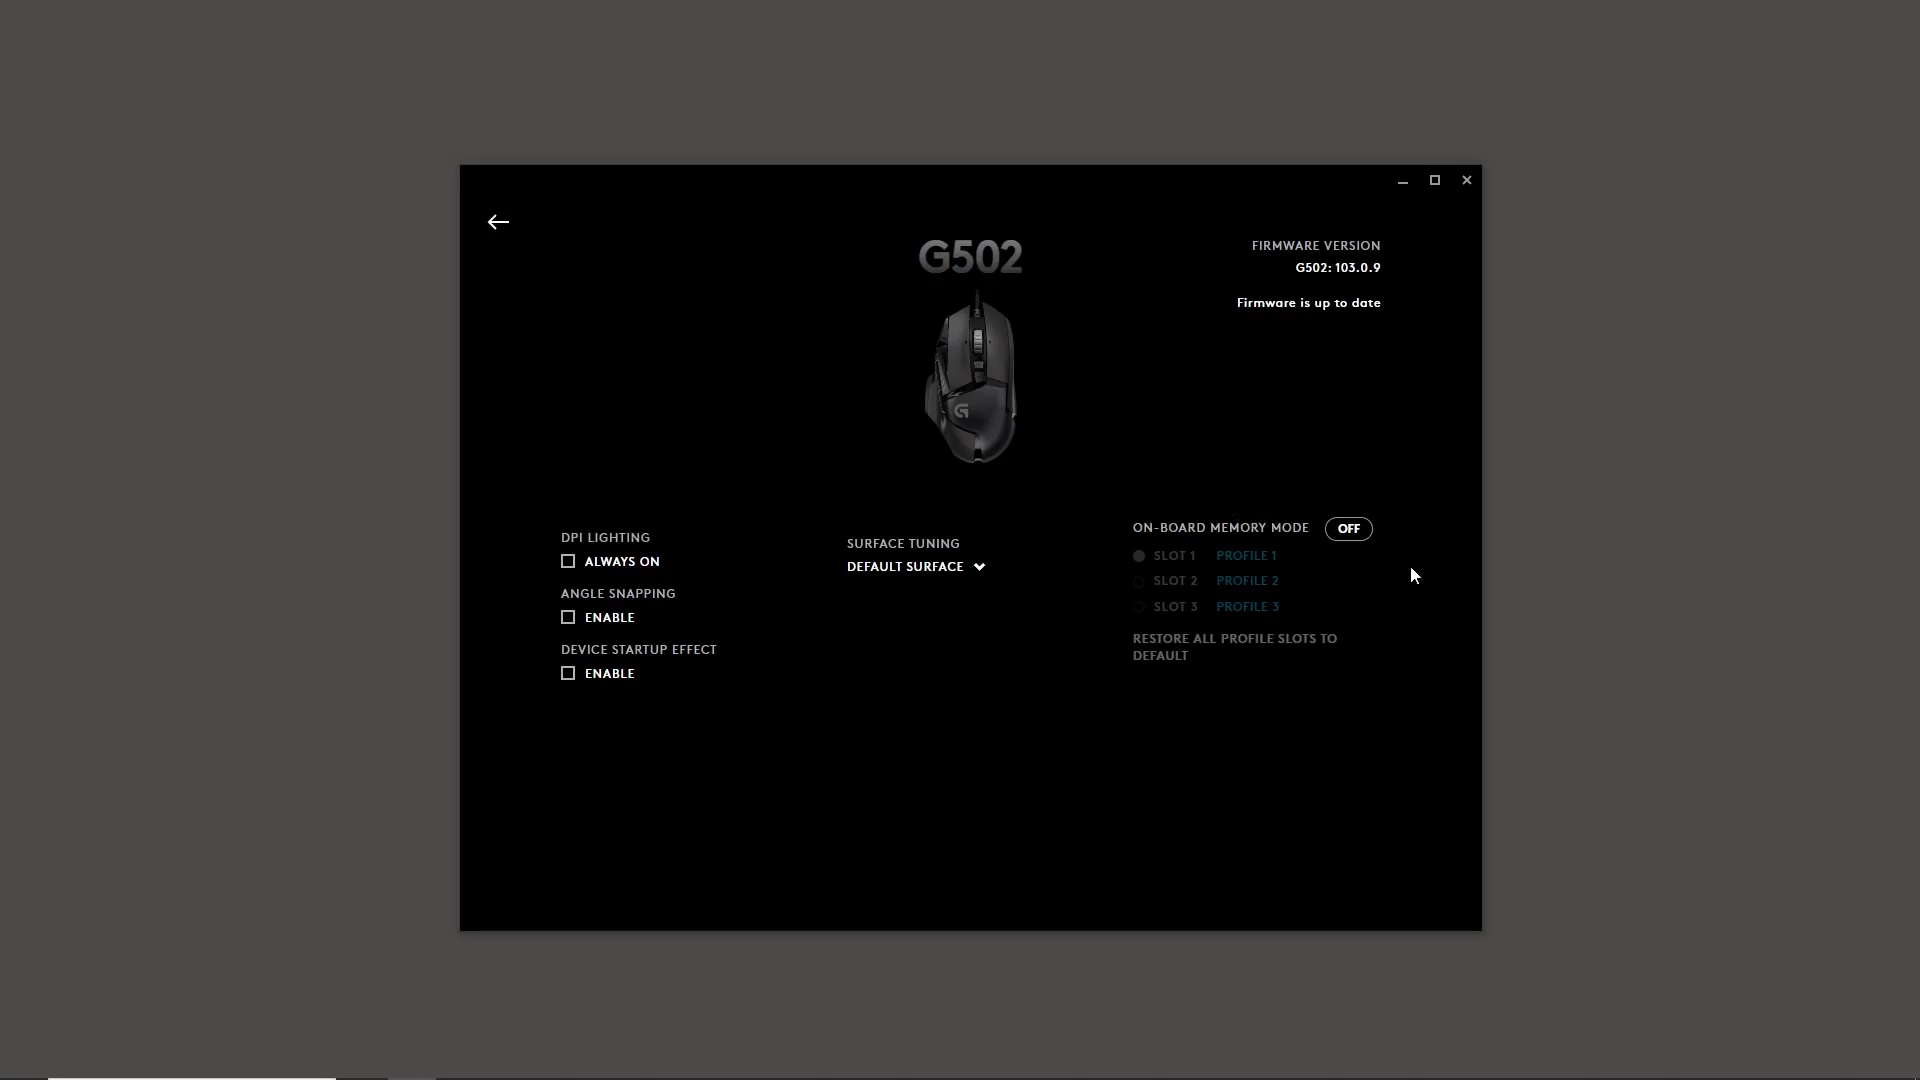 G502
FIRMWARE VERSION
G502: 103.0.9
Firmware is up to date
DPI LIGHTING
ALWAYS ON
ANGLE SNAPPING
ENABLE
DEVICE STARTUP EFFECT
ENABLE
SURFACE TUNING
DEFAULT SURFACE
ON-BOARD MEMORY MODE OFF
SLOT 1 PROFILE 1
SLOT 2 PROFILE 2
SLOT 3 PROFILE 3
RESTORE ALL PROFILE SLOTS TO
DEFAULT